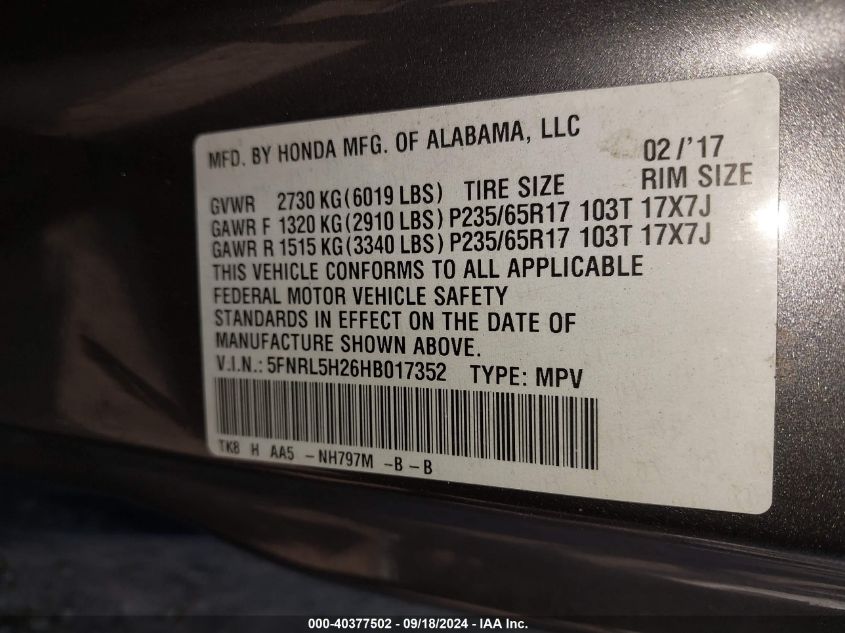 MFD. BY HONDA MFG. OF ALABAMA, LLC 02/'17
GVWR 2730 KG(6019 LBS) TIRE SIZE RIM SIZE
GAWR F 1320 KG(2910 LBS) P235/65R17 103T 17X7J
GAWR R 1515 KG(3340 LBS) P235/65R17 103T 17X7J
THIS VEHICLE CONFORMS TO ALL APPLICABLE
FEDERAL MOTOR VEHICLE SAFETY
STANDARDS IN EFFECT ON THE DATE OF
MANUFACTURE SHOWN ABOVE.
V.I.N.: 5FNRL5H26HB017352 TYPE: MPV
TK8 H AA5 -NH797M -B-B
000-40377502 - 09/18/2024 - IAA Inc.